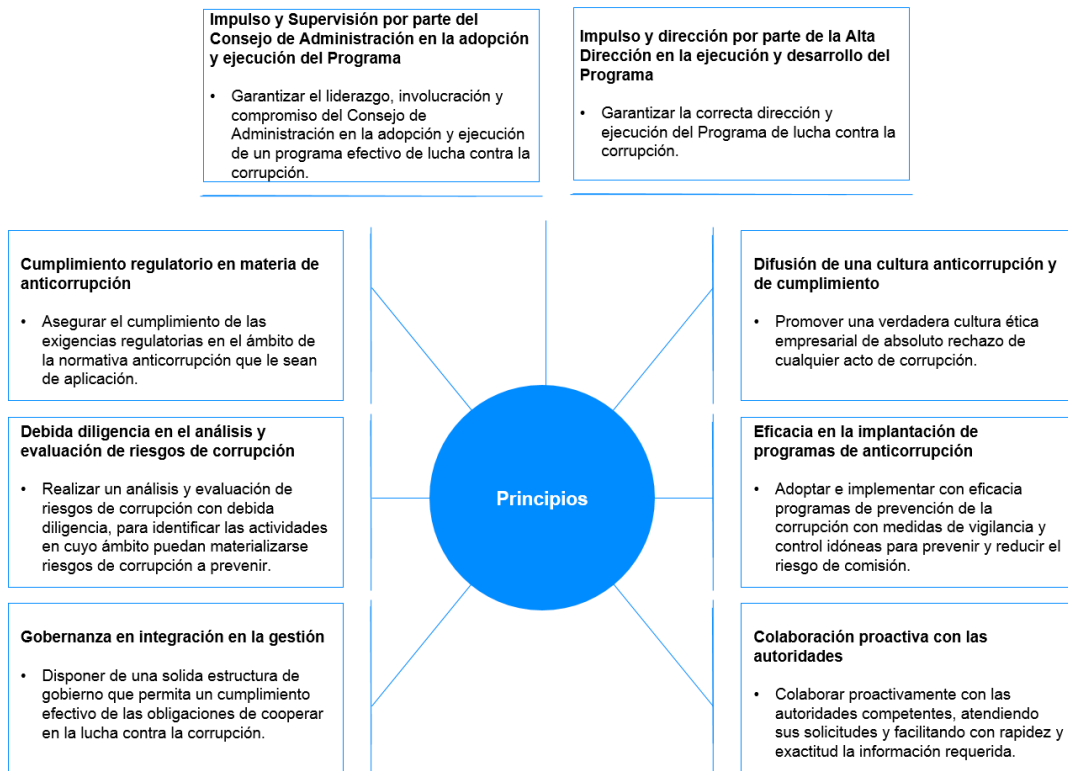 Impulso y Supervisión por parte del
Consejo de Administración en la adopción
y ejecución del Programa
• Garantizar el liderazgo, involucración y
compromiso del Consejo de
Administración en la adopción y ejecución
de un programa efectivo de lucha contra la
corrupción.
Impulso y dirección por parte de la Alta
Dirección en la ejecución y desarrollo del
Programa
• Garantizar la correcta dirección y
ejecución del Programa de lucha contra la
corrupción.
Cumplimiento regulatorio en materia de
anticorrupción
• Asegurar el cumplimiento de las
exigencias regulatorias en el ámbito de
la normativa anticorrupción que le sean
de aplicación.
Debida diligencia en el análisis y
evaluación de riesgos de corrupción
• Realizar un análisis y evaluación de
riesgos de corrupción con debida
diligencia, para identificar las actividades
en cuyo ámbito puedan materializarse
riesgos de corrupción a prevenir.
Gobernanza en integración en la gestión
• Disponer de una solida estructura de
gobierno que permita un cumplimiento
efectivo de las obligaciones de cooperar
en la lucha contra la corrupción.
Principios
Difusión de una cultura anticorrupción y
de cumplimiento
• Promover una verdadera cultura ética
empresarial de absoluto rechazo de
cualquier acto de corrupción.
Eficacia en la implantación de
programas de anticorrupción
• Adoptar e implementar con eficacia
programas de prevención de la
corrupción con medidas de vigilancia y
control idóneas para prevenir y reducir el
riesgo de comisión.
Colaboración proactiva con las
autoridades
• Colaborar proactivamente con las
autoridades competentes, atendiendo
sus solicitudes y facilitando con rapidez y
exactitud la información requerida.